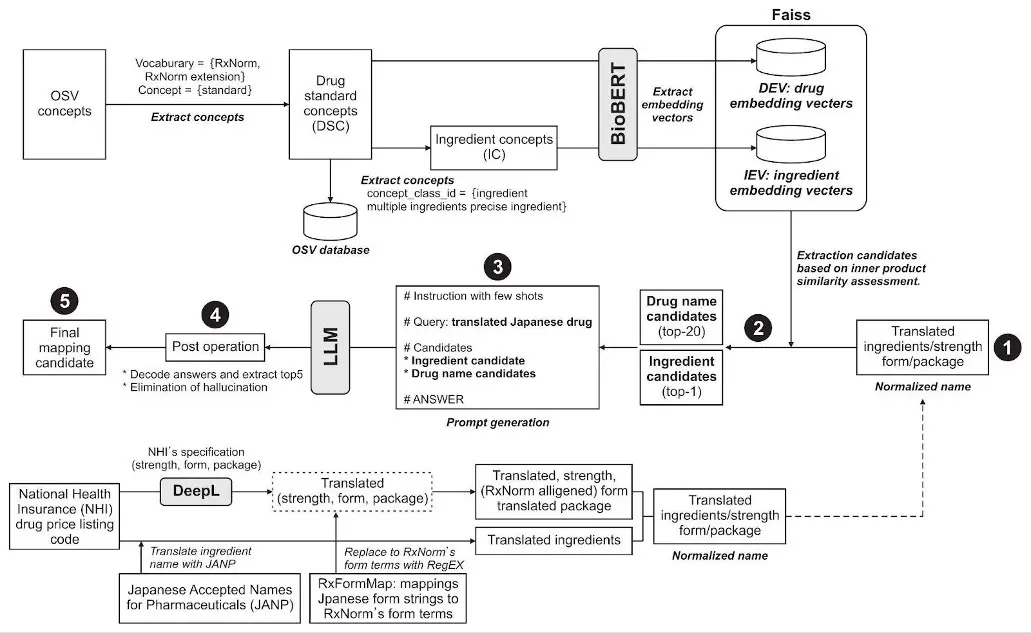 Faiss
OSV
concepts
Vocaburary = {RxNorm,
RxNorm extension}
Concept = {standard}
Extract concepts
Drug
standard
concepts
(DSC)
Ingredient concepts
(IC)
BioBERT
Extract
embedding
vectors
DEV: drug
embedding vecters
IEV: ingredient
embedding vecters
Extract concepts
concept_class_id = {ingredient
multiple ingredients precise ingredient}
OSV database
Extraction candidates
based on inner product
similarity assessment.
5
Final
mapping
candidate
4
Post operation
* Decode answers and extract top5
* Elimination of hallucination
LLM
3
# Instruction with few shots
# Query: translated Japanese drug
# Candidates
* Ingredient candidate
* Drug name candidates
# ANSWER
Prompt generation
Drug name
candidates
(top-20)
Ingredient
candidates
(top-1)
2
Translated
ingredients/strength
form/package
1
Normalized name
NHI's specification
(strength, form, package)
National Health
Insurance (NHI)
drug price listing
code
DeepL
Translated
(strength, form, package)
Translated, strength,
(RxNorm alligened) form
translated package
Translated ingredients
Translated
ingredients/strength
form/package
Normalized name
Translate ingredient
name with JANP
Replace to RxNorm's
form terms with RegEX
Japanese Accepted Names
for Pharmaceuticals (JANP)
RxFormMap: mappings
Jpanese form strings to
RxNorm's form terms